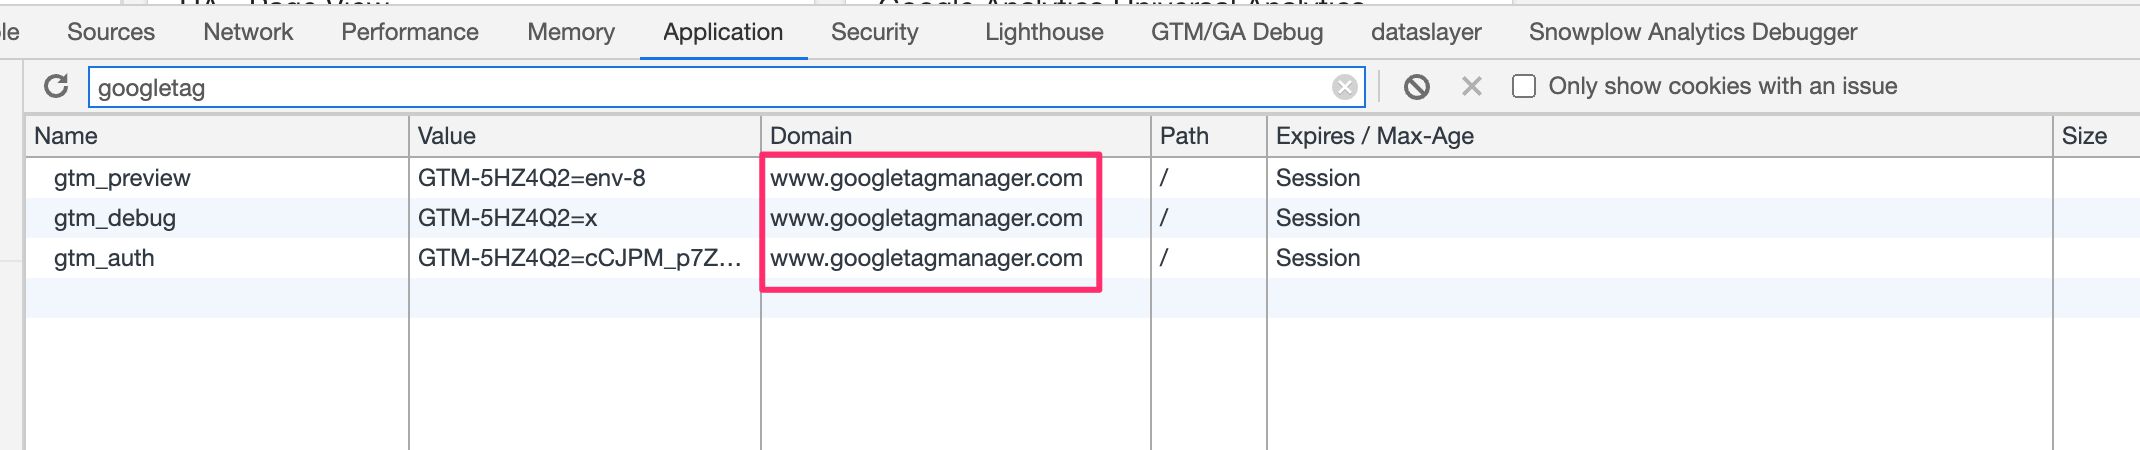 Sources Network Performance Memory Application Security Lighthouse GTM/GA Debug dataslayer Snowplow Analytics Debugger
googletag Only show cookies with an issue
Name Value Domain Path Expires / Max-Age Size
gtm_preview GTM-5HZ4Q2=env-8 www.googletagmanager.com / Session
gtm_debug GTM-5HZ4Q2=x www.googletagmanager.com / Session
gtm_auth GTM-5HZ4Q2=cCJPM_p7Z... www.googletagmanager.com / Session